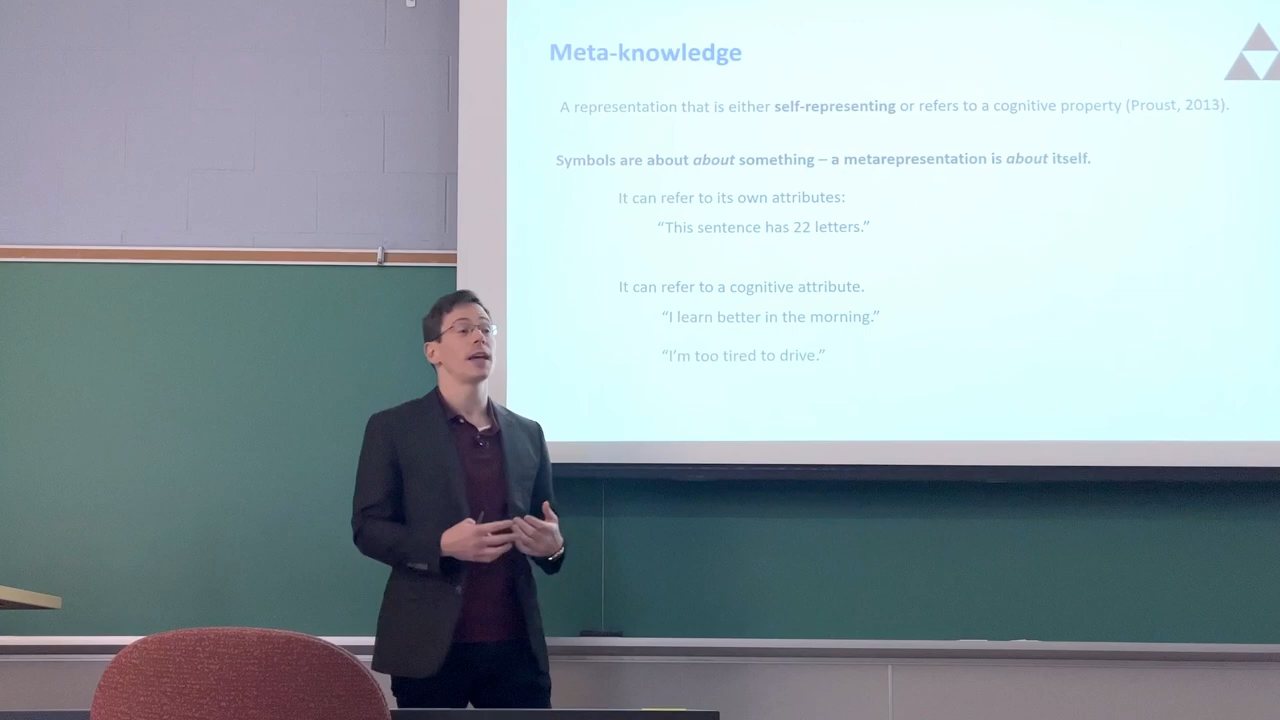 Meta-knowledge
A representation that is either self-representing or refers to a cognitive property (Proust, 2013).
Symbols are about about something – a metarepresentation is about itself.
It can refer to its own attributes:
“This sentence has 22 letters.”
It can refer to a cognitive attribute.
“I learn better in the morning.”
“I’m too tired to drive.”